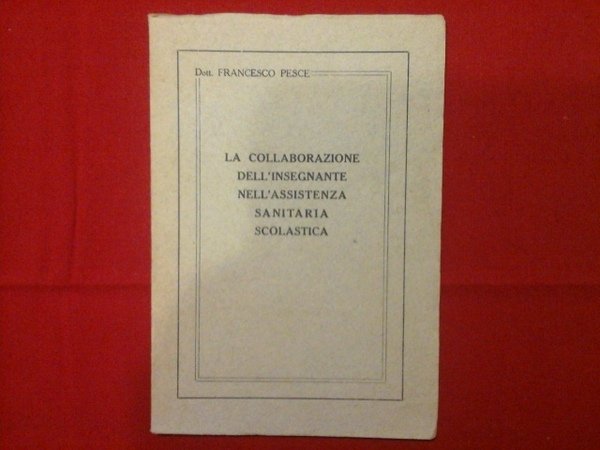 Dott. FRANCESCO PESCE
LA COLLABORAZIONE
DELL'INSEGNANTE
NELL'ASSISTENZA
SANITARIA
SCOLASTICA